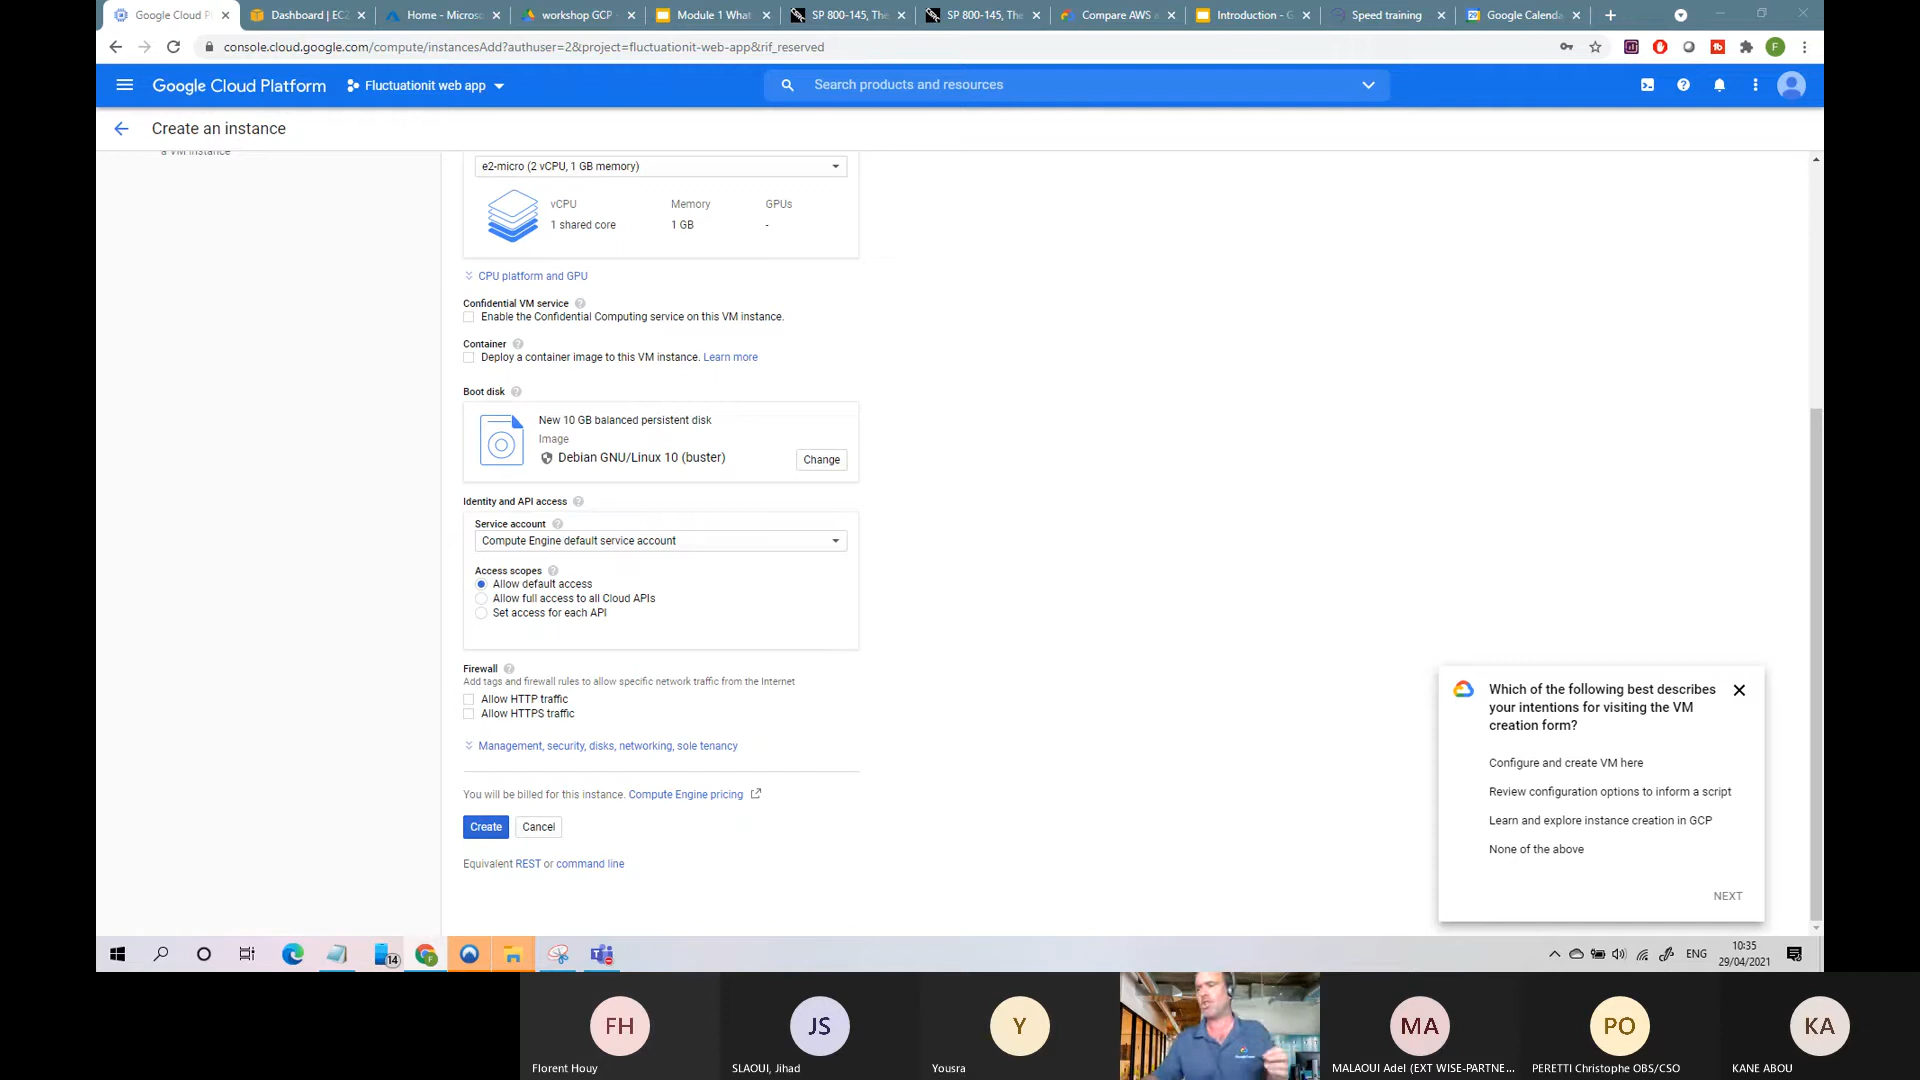 Google Cloud P
Dashboard | EC2
Home - Microso
workshop GCP -
Module 1 What
SP 800-145, The
SP 800-145, The
Compare AWS a
Introduction - G
Speed training
Google Calenda
console.cloud.google.com/compute/instancesAdd?authuser=2&project=fluctuationit-web-app&rif_reserved
F
Google Cloud Platform
Fluctuationit web app
Search products and resources
Create an instance
a VM instance
e2-micro (2 vCPU, 1 GB memory)
vCPU Memory GPUs
1 shared core 1 GB -
CPU platform and GPU
Confidential VM service
Enable the Confidential Computing service on this VM instance.
Container
Deploy a container image to this VM instance. Learn more
Boot disk
New 10 GB balanced persistent disk
Image
Debian GNU/Linux 10 (buster)
Change
Identity and API access
Service account
Compute Engine default service account
Access scopes
Allow default access
Allow full access to all Cloud APIs
Set access for each API
Firewall
Add tags and firewall rules to allow specific network traffic from the Internet
Allow HTTP traffic
Allow HTTPS traffic
Management, security, disks, networking, sole tenancy
You will be billed for this instance. Compute Engine pricing
Create
Cancel
Equivalent REST or command line
Which of the following best describes
your intentions for visiting the VM
creation form?
Configure and create VM here
Review configuration options to inform a script
Learn and explore instance creation in GCP
None of the above
NEXT
14
ENG
10:35
29/04/2021
FH
JS
Y
MA
PO
KA
Florent Houy
SLAOUI, Jihad
Yousra
MALAOUI Adel (EXT WISE-PARTNE...
PERETTI Christophe OBS/CSO
KANE ABOU